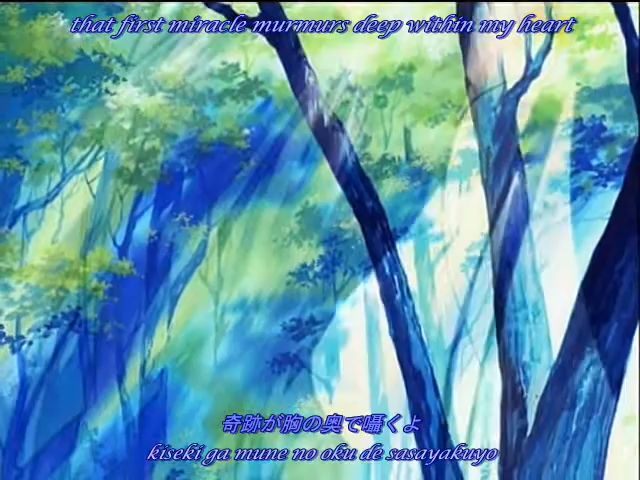 that first miracle murmurs deep within my heart
奇跡が胸の奥で囁くよ
kiseki ga mune no oku de sasayakuyo